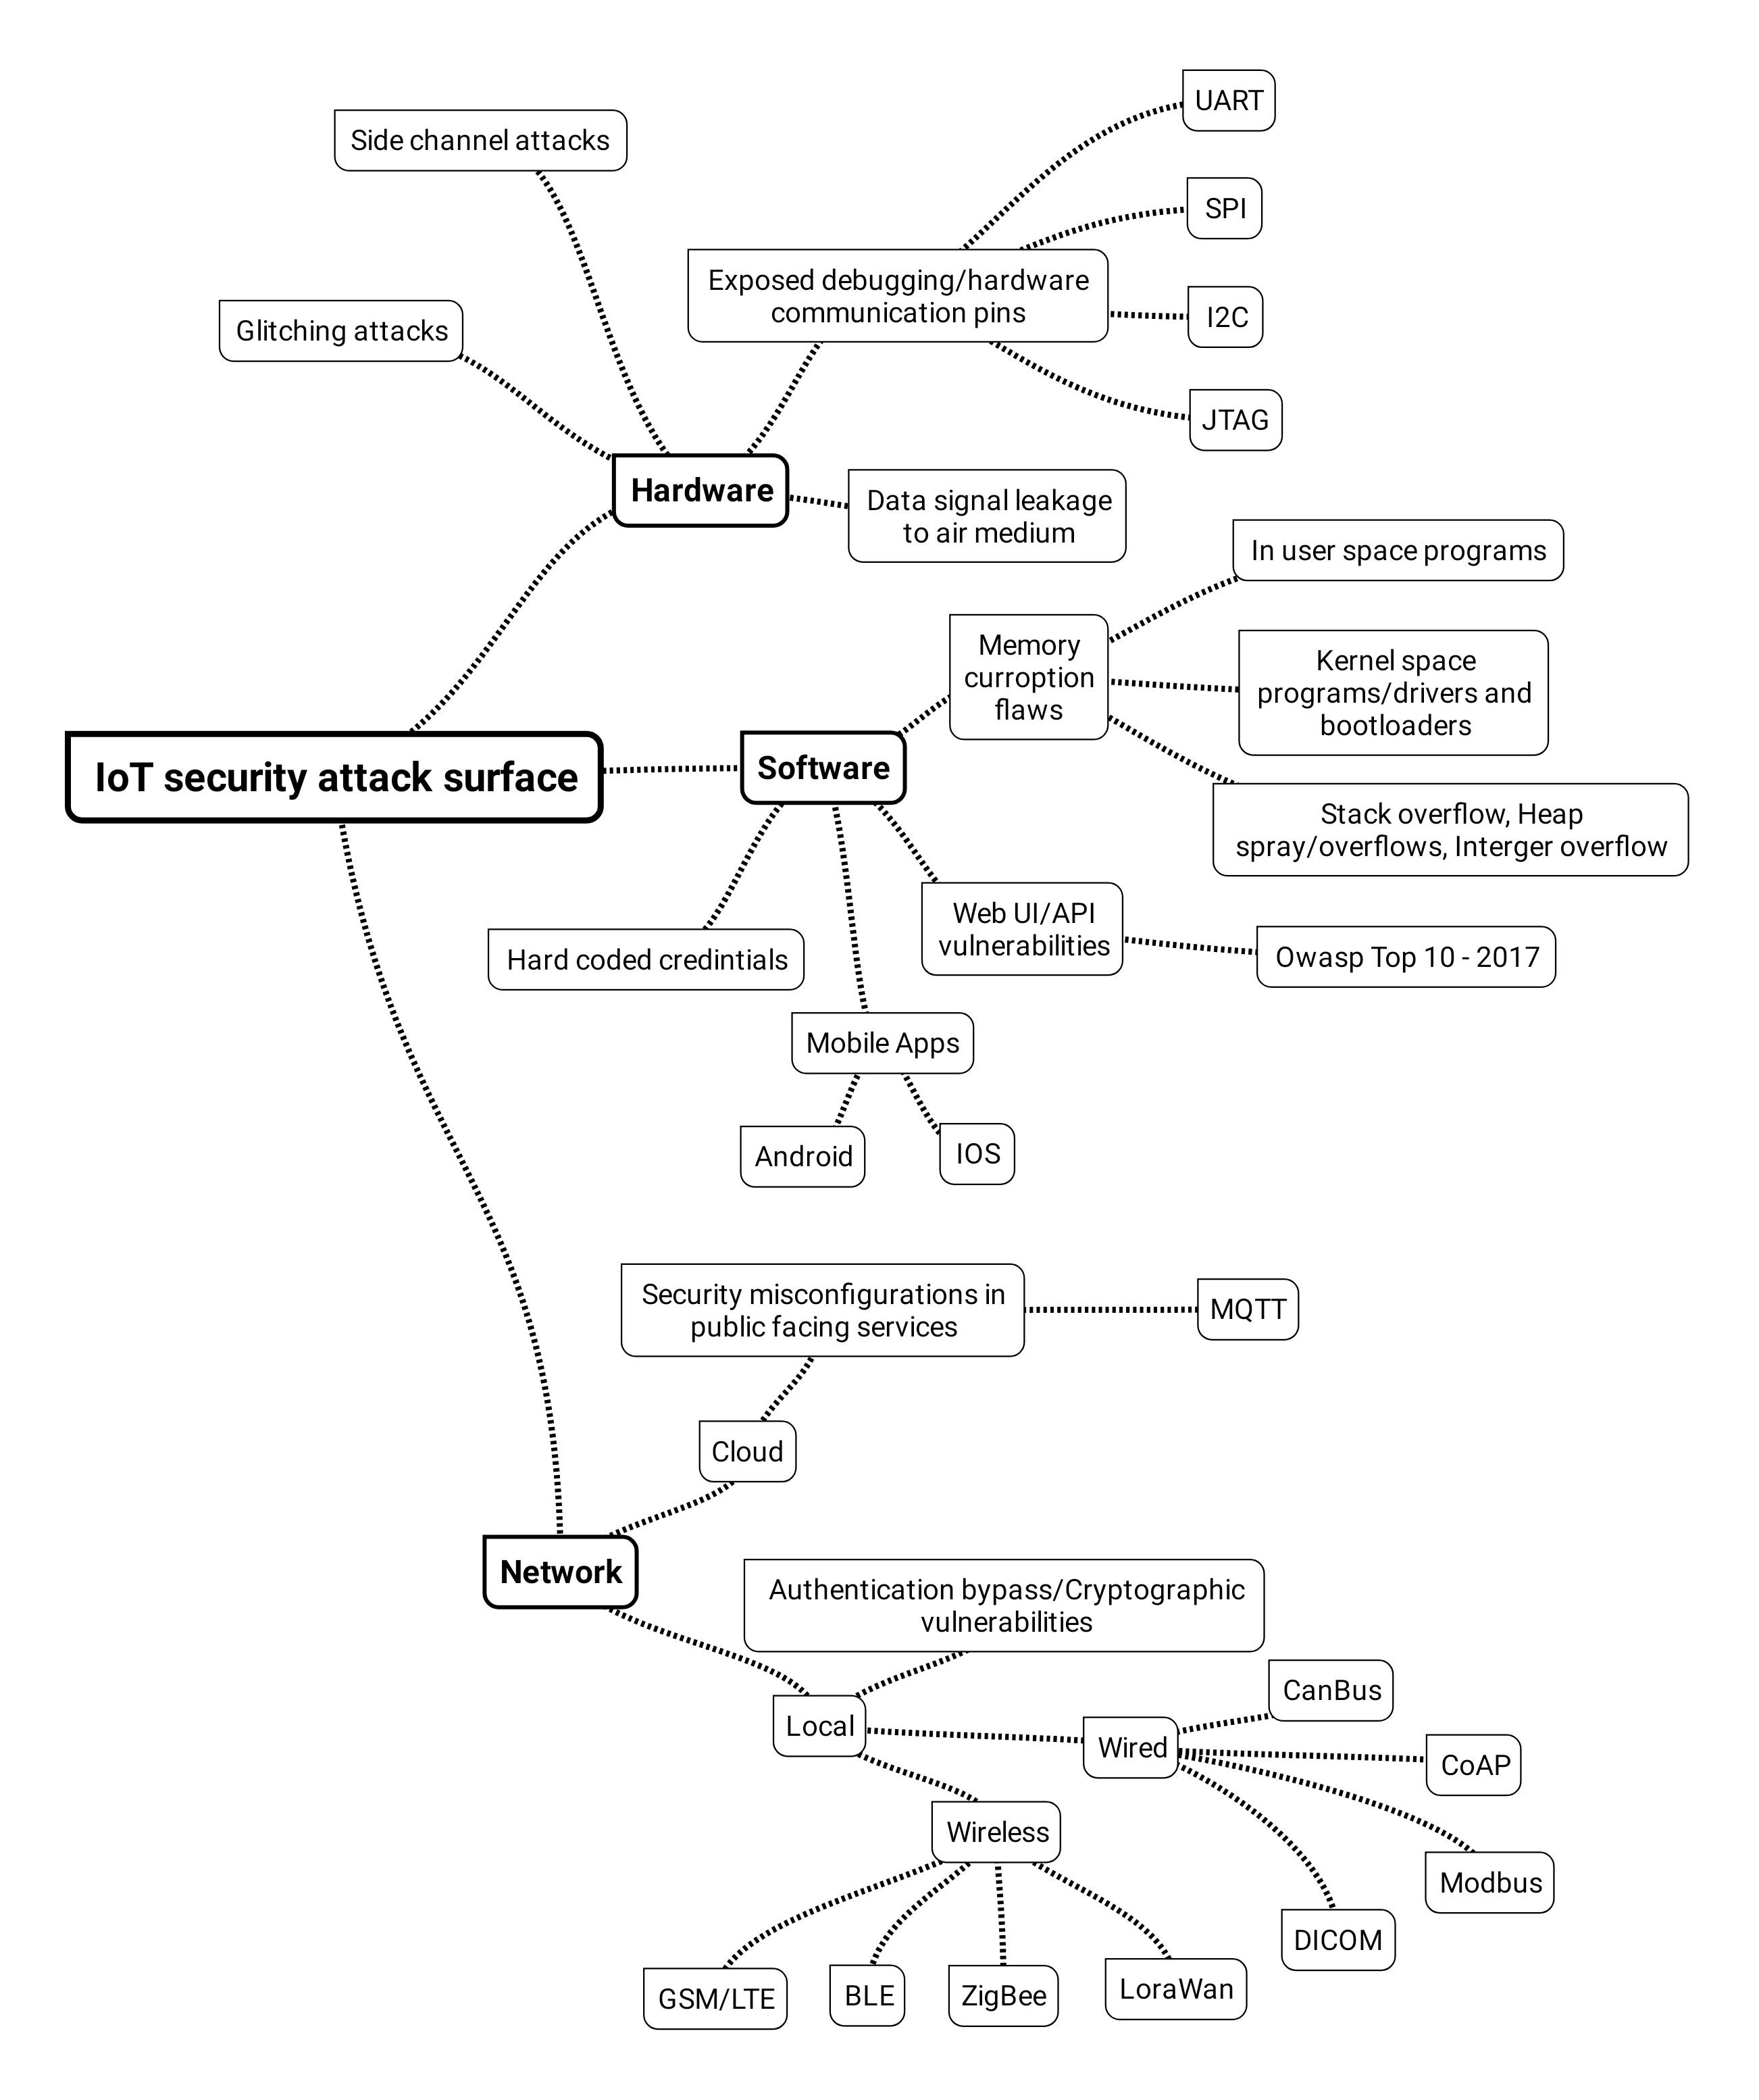 UART
Side channel attacks
SPI
Exposed debugging/hardware
communication pins
I2C
Glitching attacks
JTAG
Hardware
Data signal leakage
to air medium
In user space programs
Memory
curroption
flaws
Kernel space
programs/drivers and
bootloaders
IoT security attack surface
Software
Stack overflow, Heap
spray/overflows, Interger overflow
Web UI/API
vulnerabilities
Hard coded credintials
Owasp Top 10 - 2017
Mobile Apps
Android
IOS
Security misconfigurations in
public facing services
MQTT
Cloud
Network
Authentication bypass/Cryptographic
vulnerabilities
CanBus
Local
Wired
CoAP
Wireless
Modbus
DICOM
GSM/LTE
BLE
ZigBee
LoraWan